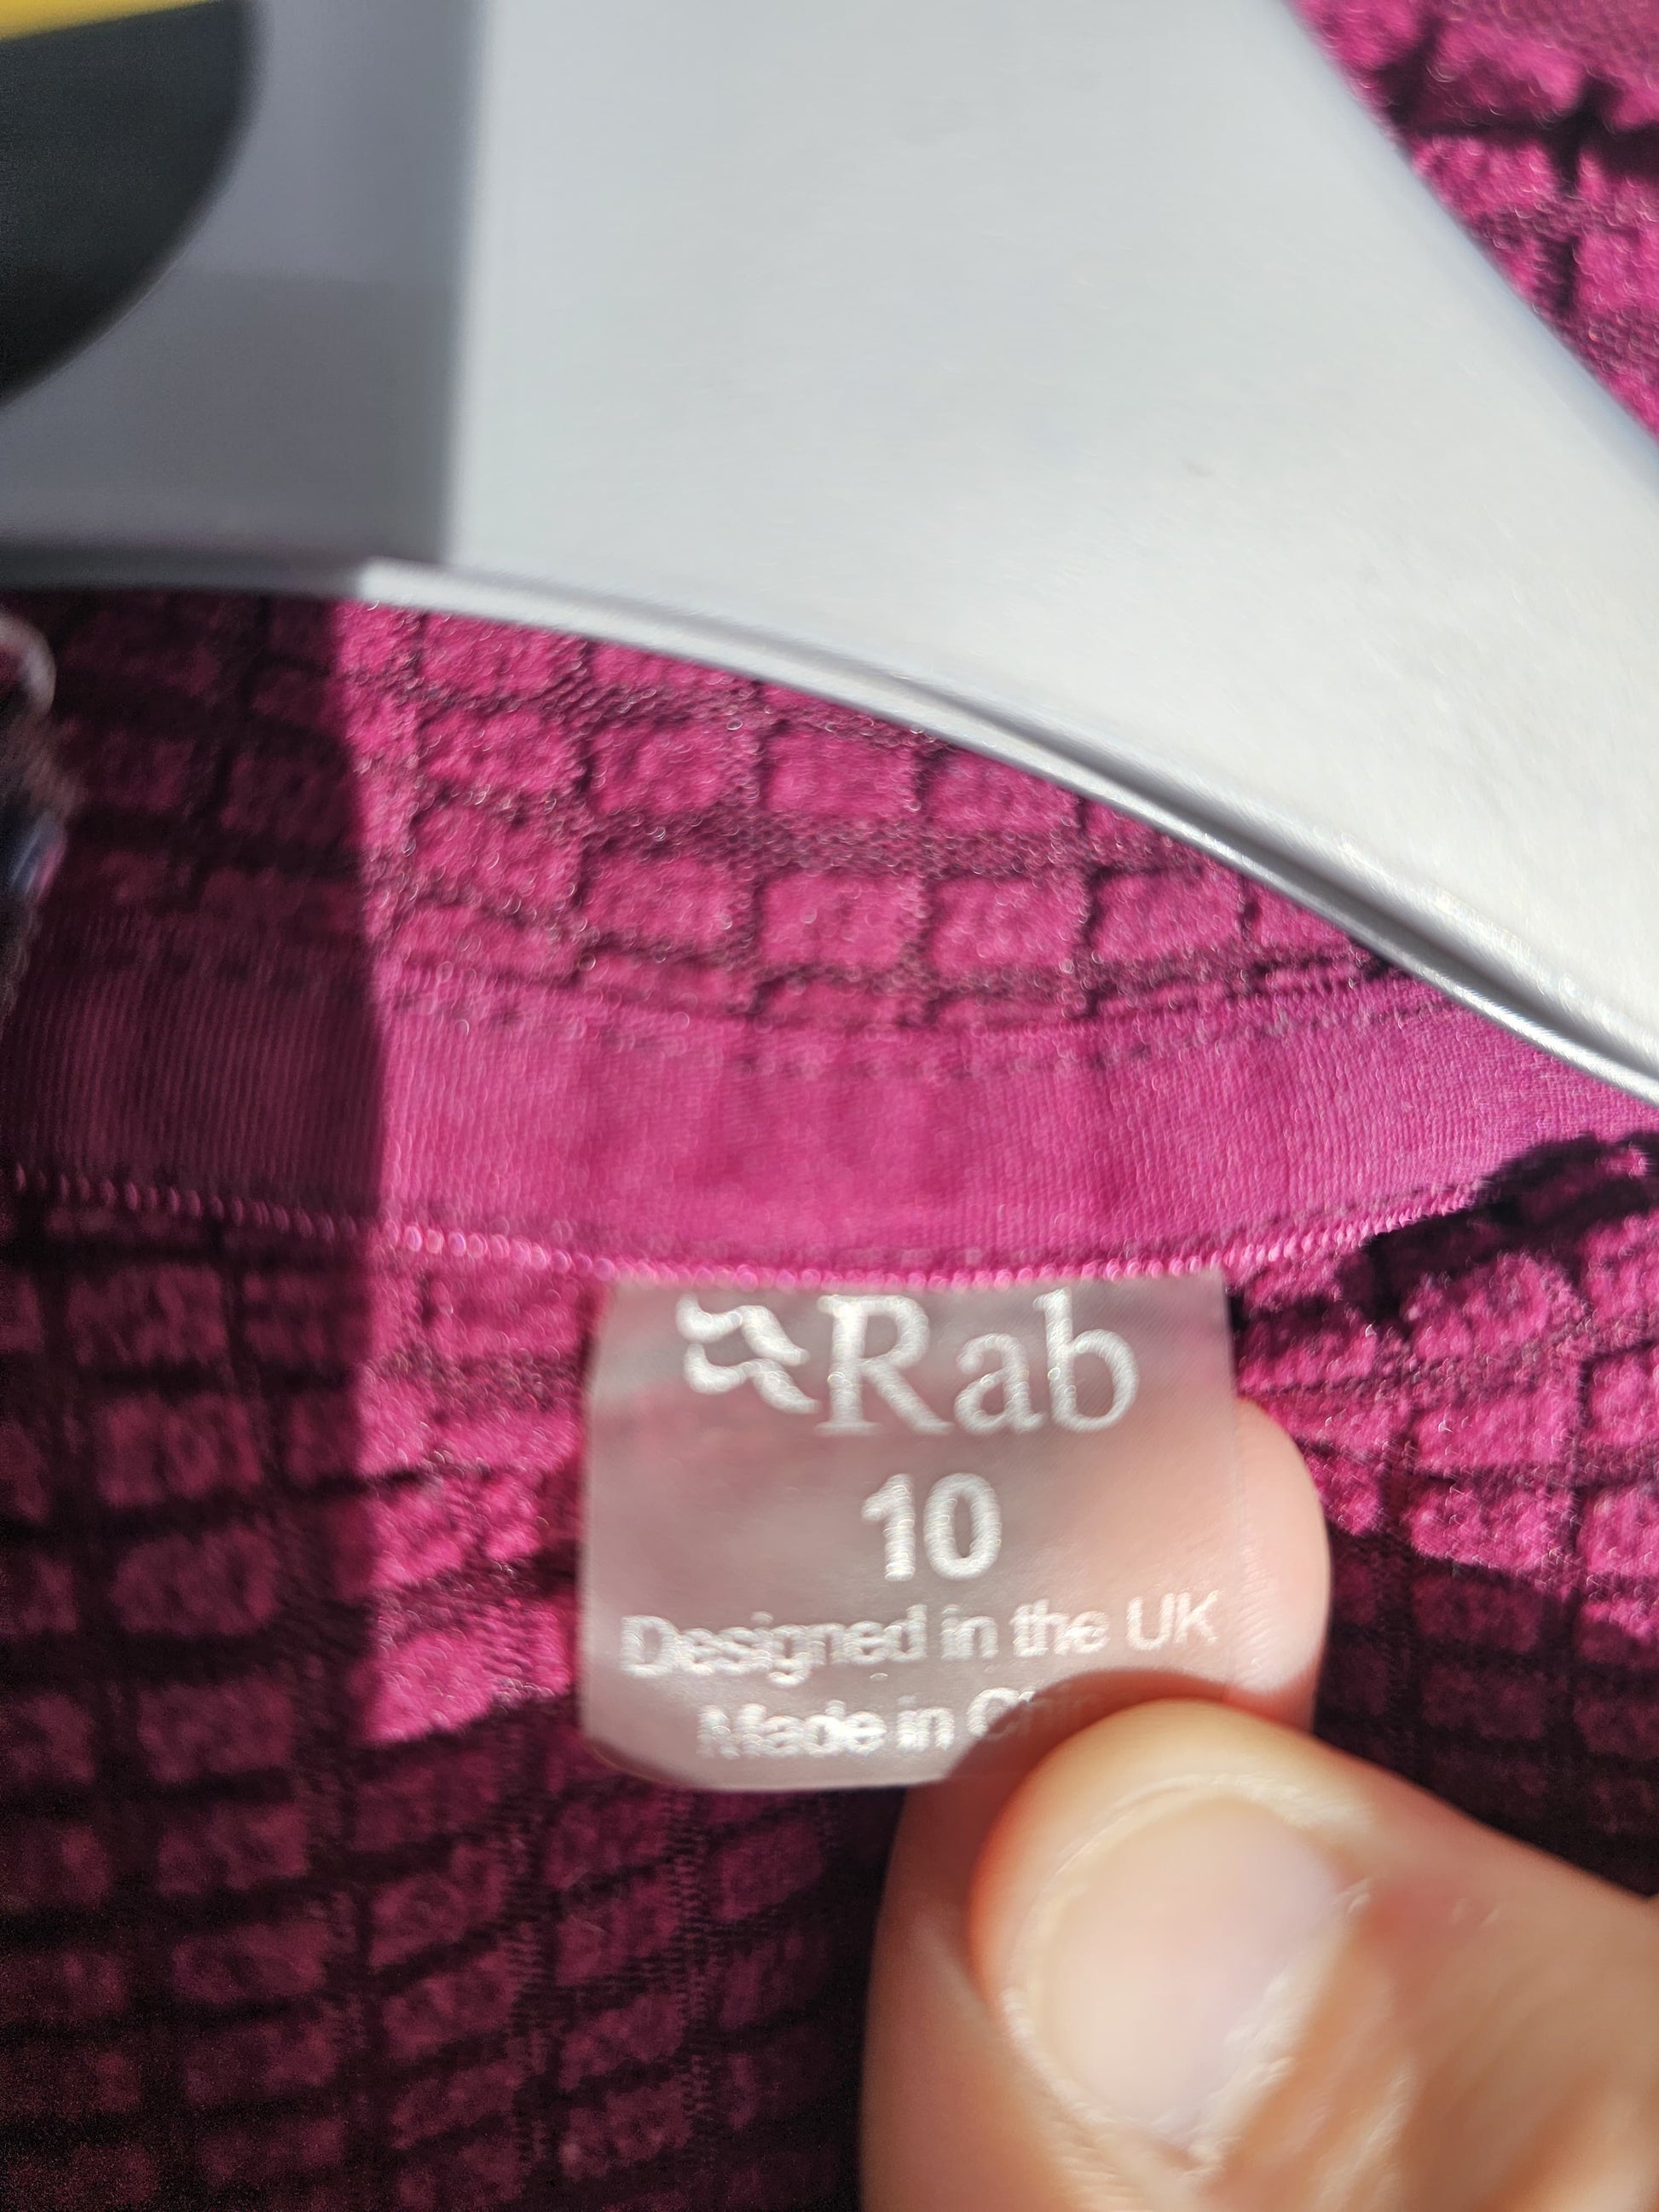 Rab
10
Designed in the UK
Made in